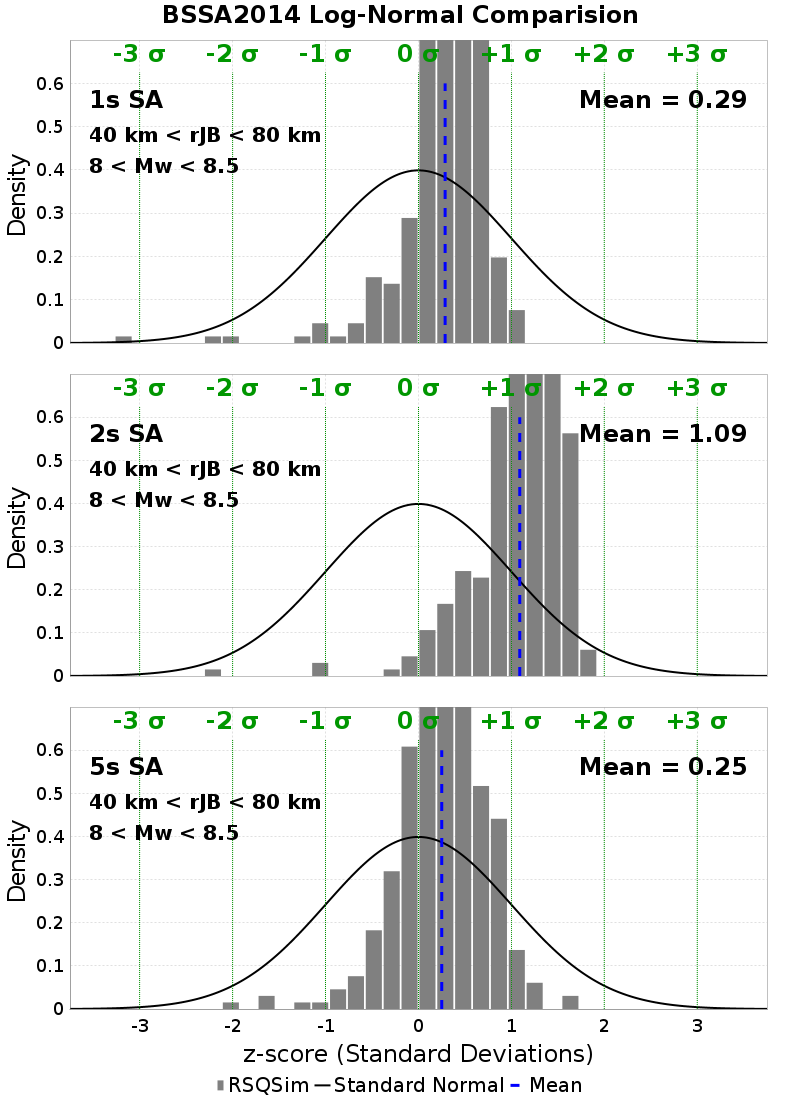 BSSA2014 Log-Normal Comparision
-3 σ -2 σ -1 σ 0 σ +1 σ +2 σ +3 σ
1s SA
Mean = 0.29
40 km < rJB < 80 km
8 < Mw < 8.5
Density
0.6
0.5
0.4
0.3
0.2
0.1
0
-3 σ -2 σ -1 σ 0 σ +1 σ +2 σ +3 σ
2s SA
Mean = 1.09
40 km < rJB < 80 km
8 < Mw < 8.5
Density
0.6
0.5
0.4
0.3
0.2
0.1
0
-3 σ -2 σ -1 σ 0 σ +1 σ +2 σ +3 σ
5s SA
Mean = 0.25
40 km < rJB < 80 km
8 < Mw < 8.5
Density
0.6
0.5
0.4
0.3
0.2
0.1
0
-3 -2 -1 0 1 2 3
z-score (Standard Deviations)
RSQSim Standard Normal Mean